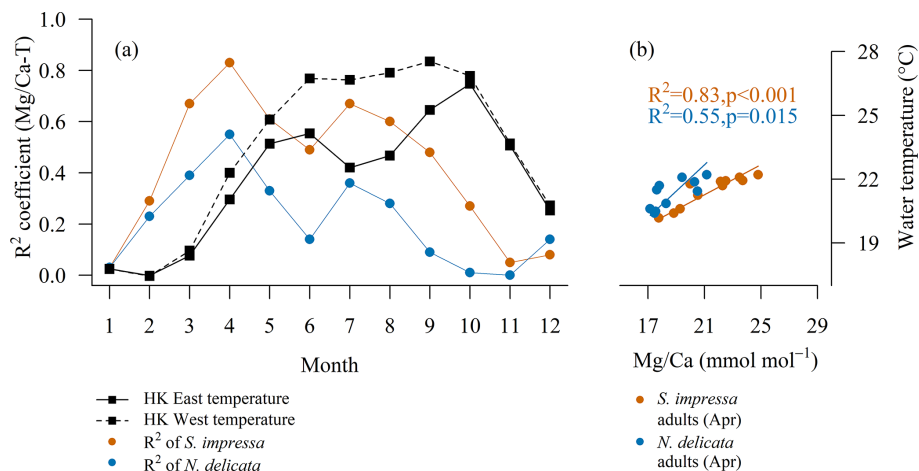 (a)
(b)
R² coefficient (Mg/Ca-T)
1.0
0.8
0.6
0.4
0.2
0.0
1 2 3 4 5 6 7 8 9 10 11 12
Month
R²=0.83,p<0.001
R²=0.55,p=0.015
28
25
22
19
Water temperature (°C)
17 21 25 29
Mg/Ca (mmol mol⁻¹)
HK East temperature
HK West temperature
R² of S. impressa
R² of N. delicata
S. impressa
adults (Apr)
N. delicata
adults (Apr)